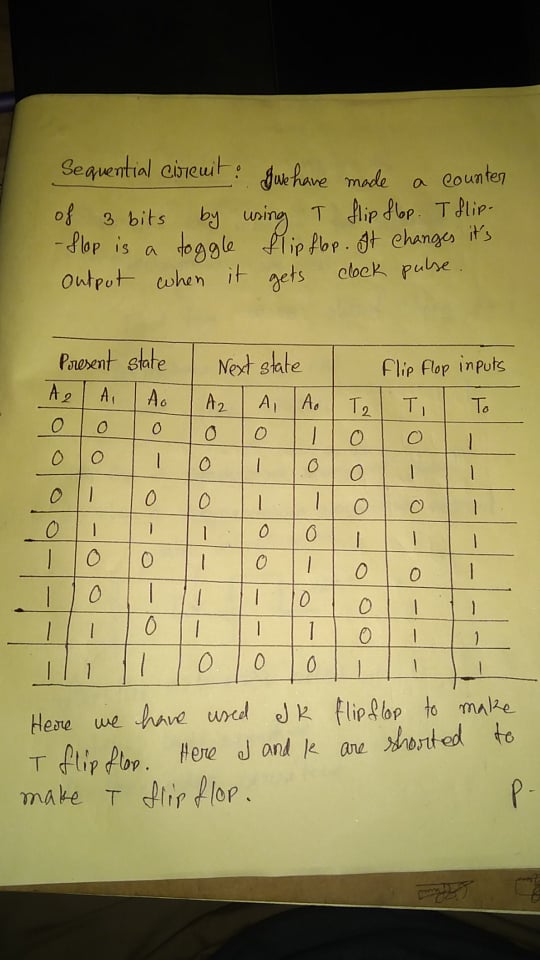 Sequential circuit : we have made a counter
of 3 bits by using T flip flop. T flip-
-flop is a toggle flip flop. It changes it's
output when it gets clock pulse.
Present state Next state Flip flop inputs
A2 A1 A0 A2 A1 A0 T2 T1 T0
0 0 0 0 0 1 0 0 1
0 0 1 0 1 0 0 1 1
0 1 0 0 1 1 0 0 1
0 1 1 1 0 0 1 1 1
1 0 0 1 0 1 0 0 1
1 0 1 1 1 0 0 1 1
1 1 0 1 1 1 0 1 1
1 1 1 0 0 0 1 1 1
Here we have used J K flipflop to make
T flip flop. Here J and k are shorted to
make T flip flop.
P-